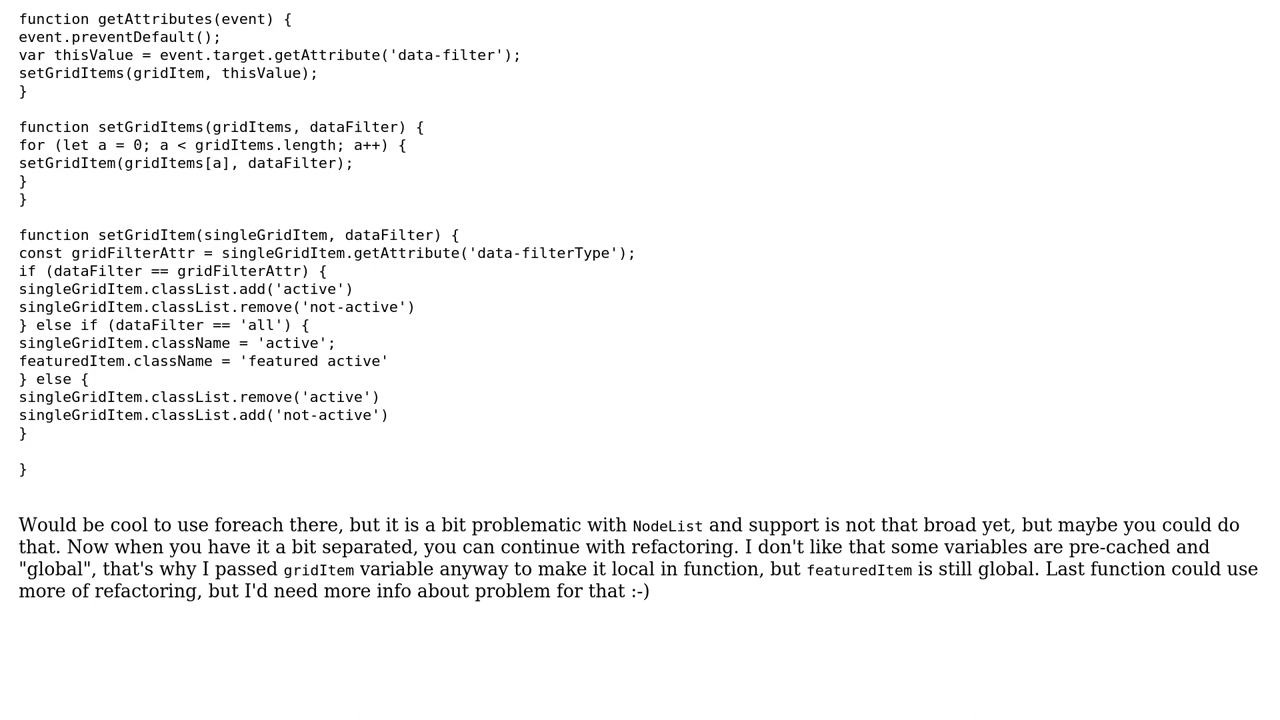 function getAttributes(event) {
event.preventDefault();
var thisValue = event.target.getAttribute('data-filter');
setGridItems(gridItem, thisValue);
}
function setGridItems(gridItems, dataFilter) {
for (let a = 0; a < gridItems.length; a++) {
setGridItem(gridItems[a], dataFilter);
}
}
function setGridItem(singleGridItem, dataFilter) {
const gridFilterAttr = singleGridItem.getAttribute('data-filterType');
if (dataFilter == gridFilterAttr) {
singleGridItem.classList.add('active')
singleGridItem.classList.remove('not-active')
} else if (dataFilter == 'all') {
singleGridItem.className = 'active';
featuredItem.className = 'featured active'
} else {
singleGridItem.classList.remove('active')
singleGridItem.classList.add('not-active')
}
}
Would be cool to use foreach there, but it is a bit problematic with NodeList and support is not that broad yet, but maybe you could do
that. Now when you have it a bit separated, you can continue with refactoring. I don't like that some variables are pre-cached and
"global", that's why I passed gridItem variable anyway to make it local in function, but featuredItem is still global. Last function could use
more of refactoring, but I'd need more info about problem for that :-)